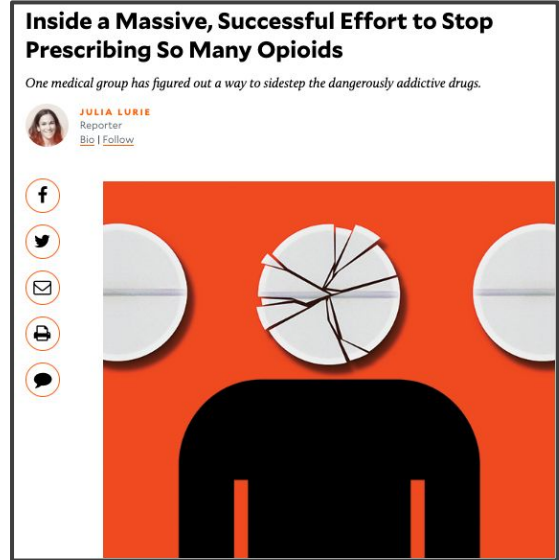 Inside a Massive, Successful Effort to Stop
Prescribing So Many Opioids
One medical group has figured out a way to sidestep the dangerously addictive drugs.
JULIA LURIE
Reporter
Bio | Follow